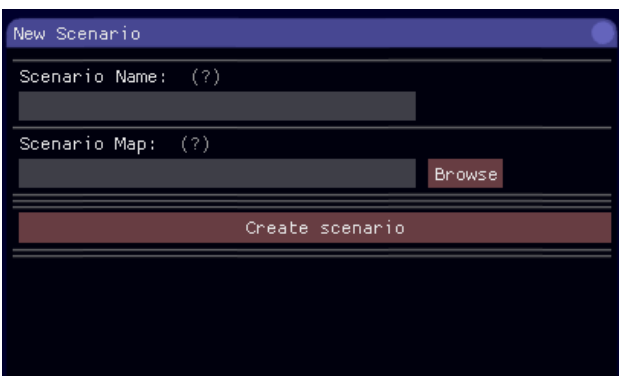 New Scenario
Scenario Name: (?)
Scenario Map: (?)
Browse
Create scenario